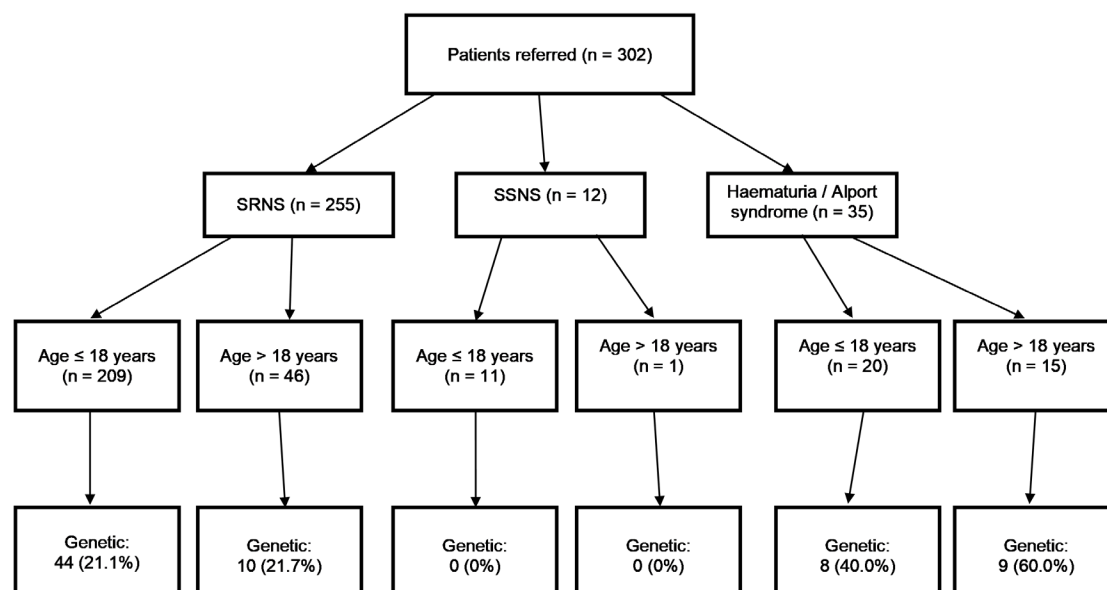 Patients referred (n = 302)
SRNS (n = 255)
SSNS (n = 12)
Haematuria / Alport
syndrome (n = 35)
Age ≤ 18 years
(n = 209)
Age > 18 years
(n = 46)
Age ≤ 18 years
(n = 11)
Age > 18 years
(n = 1)
Age ≤ 18 years
(n = 20)
Age > 18 years
(n = 15)
Genetic:
44 (21.1%)
Genetic:
10 (21.7%)
Genetic:
0 (0%)
Genetic:
0 (0%)
Genetic:
8 (40.0%)
Genetic:
9 (60.0%)